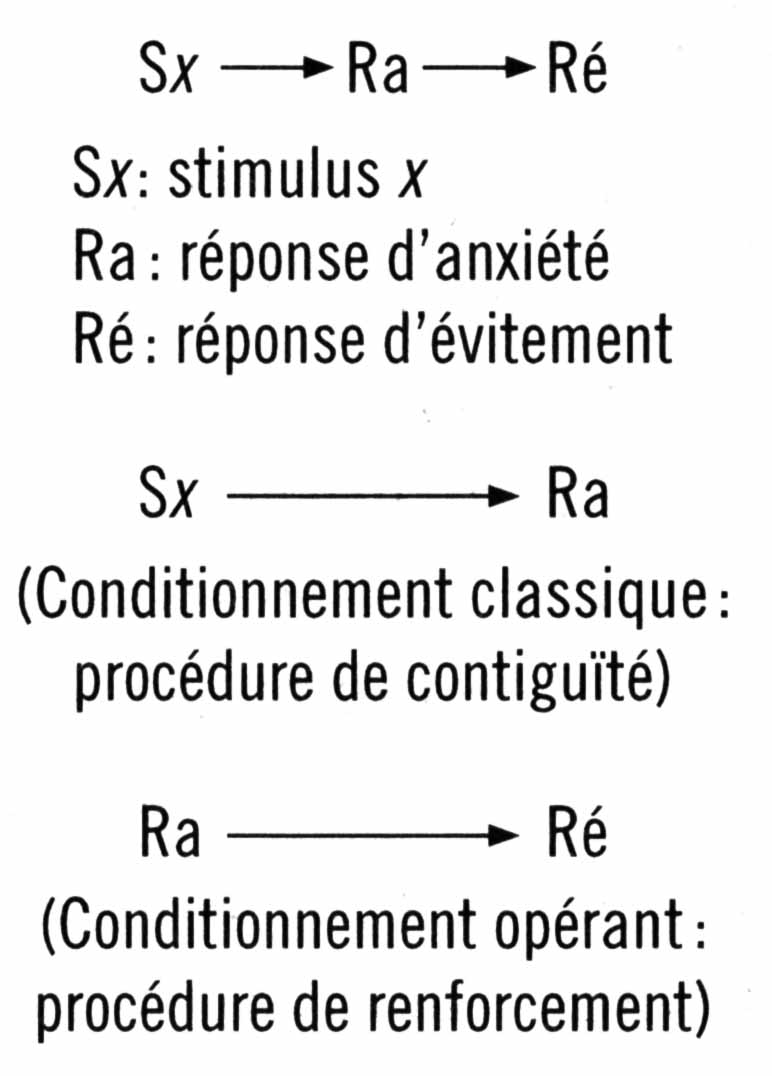 Sx → Ra → Ré
Sx: stimulus x
Ra : réponse d’anxiété
Ré : réponse d’évitement
Sx → Ra
(Conditionnement classique :
procédure de contiguïté)
Ra → Ré
(Conditionnement opérant :
procédure de renforcement)